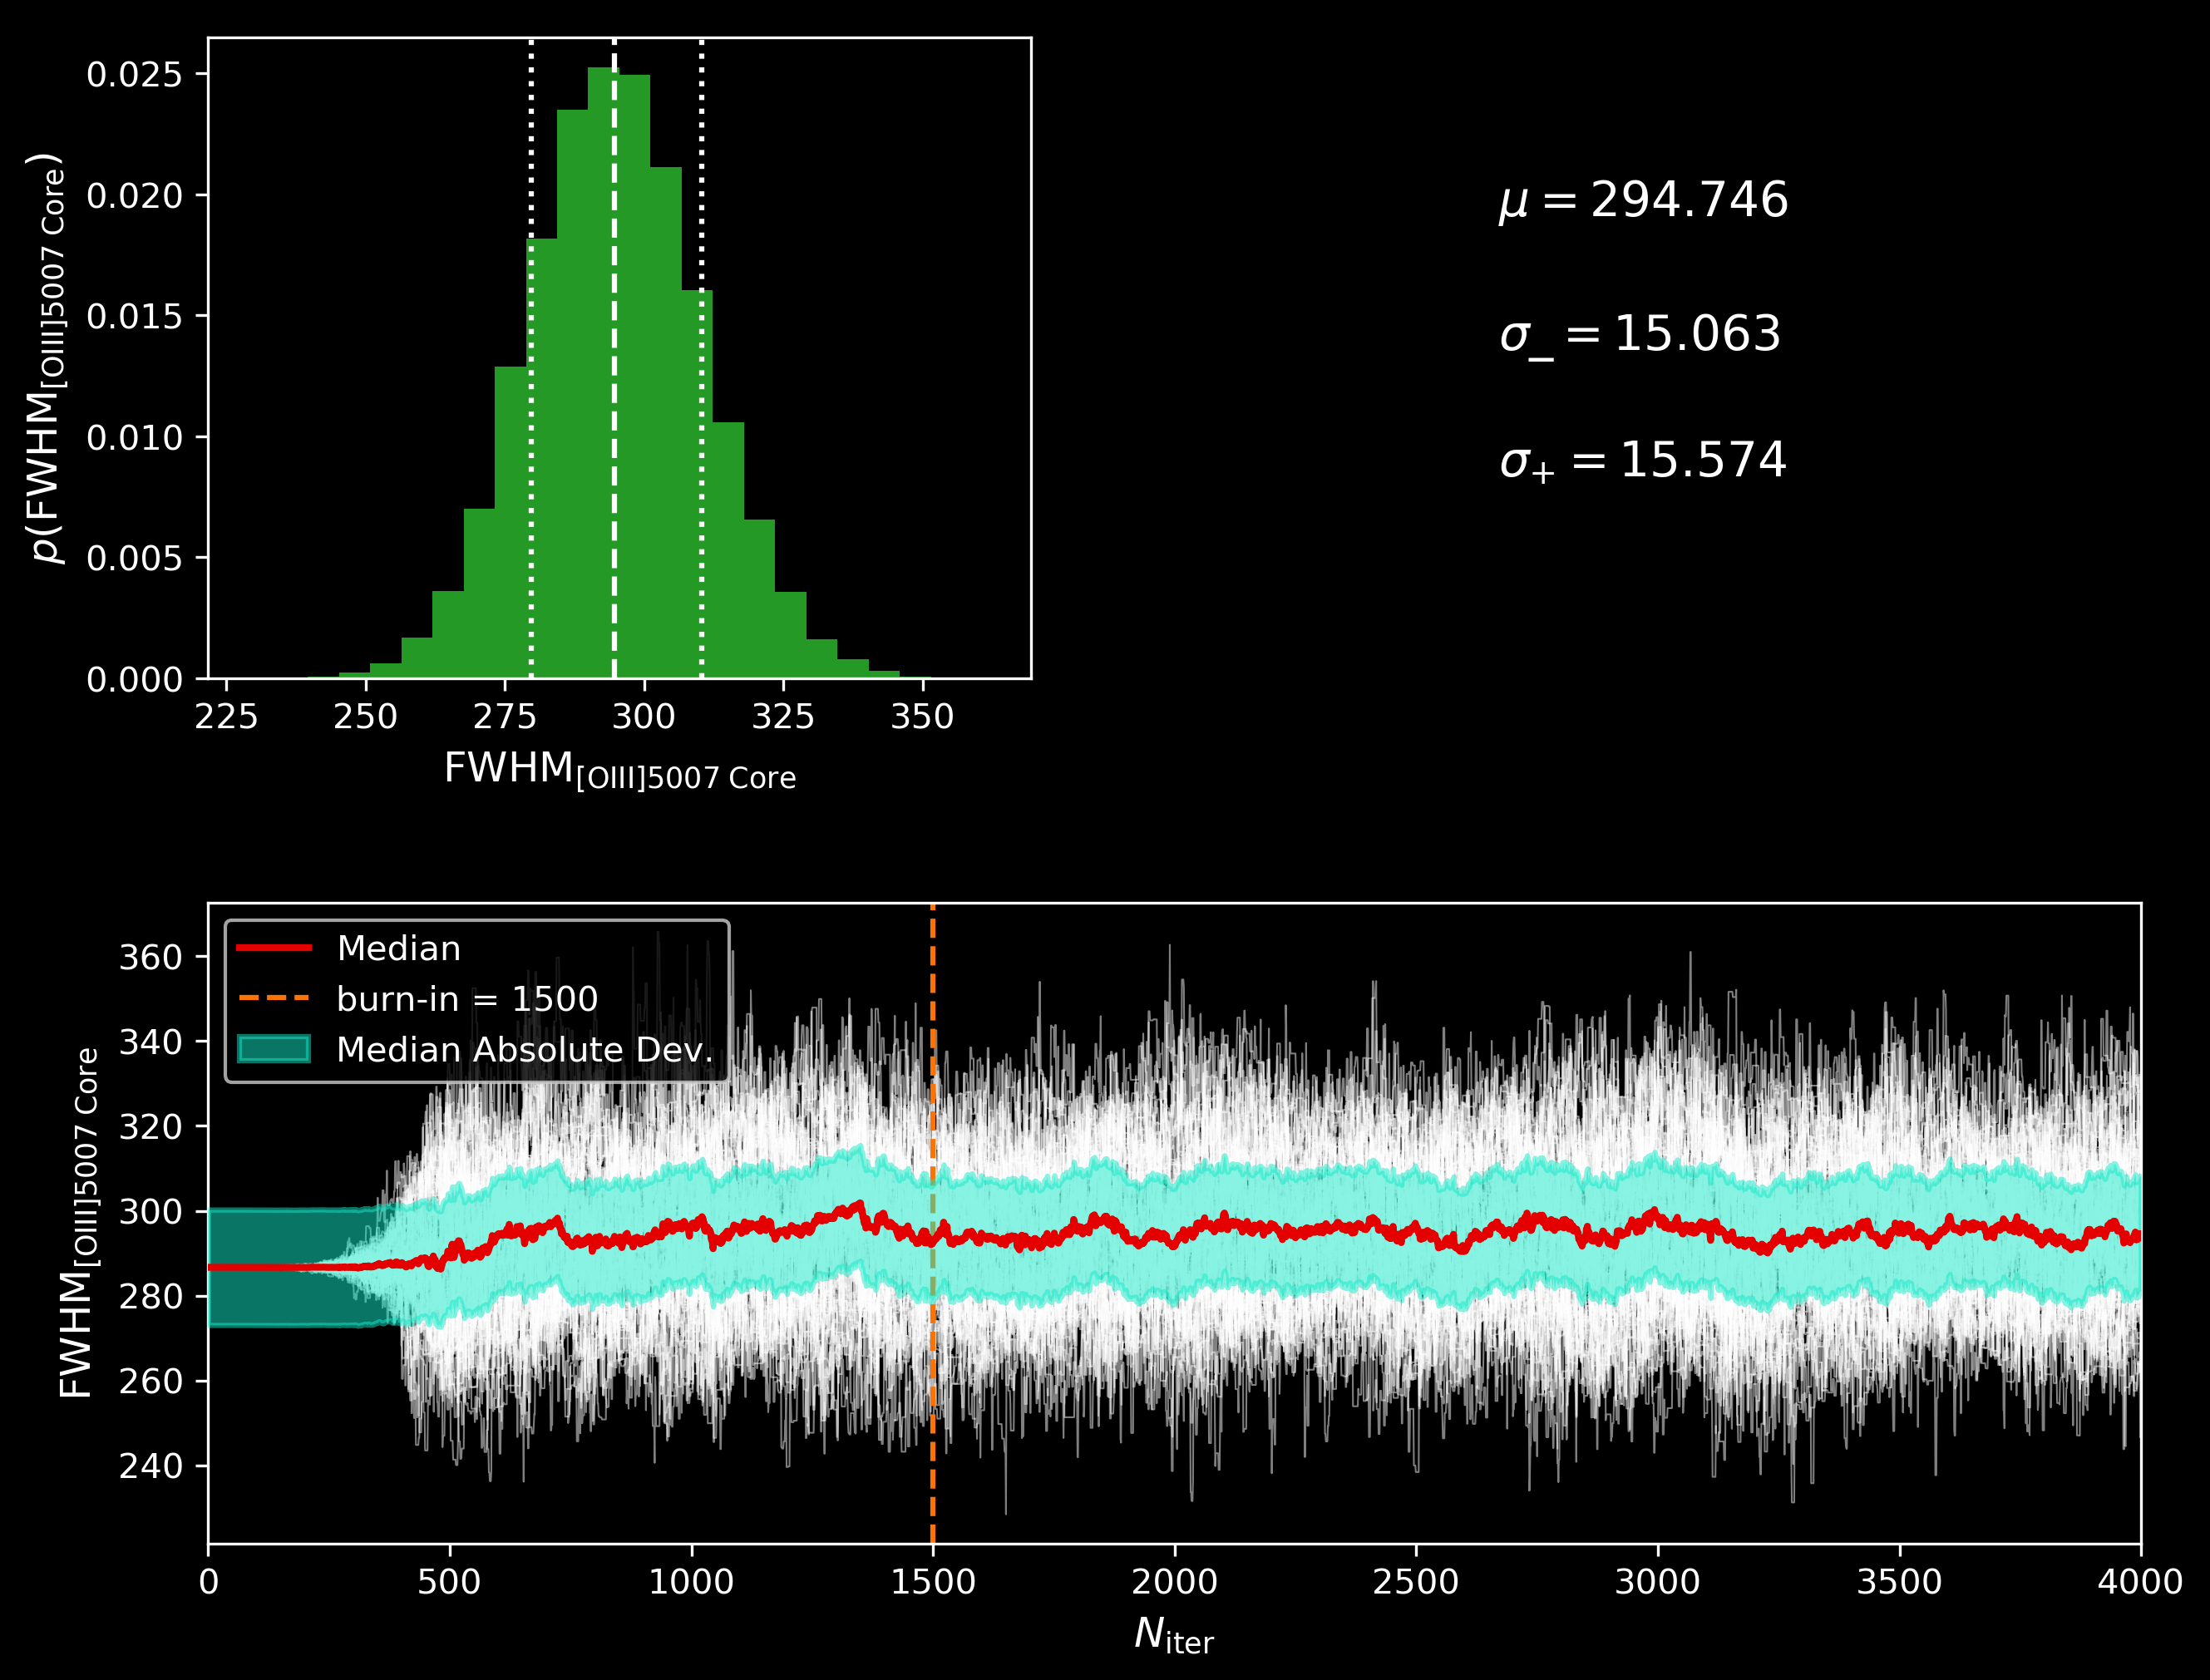 0.025
0.020
0.015
0.010
0.005
0.000
p(FWHM[OIII]5007 Core)
225 250 275 300 325 350
FWHM[OIII]5007 Core
μ = 294.746
σ− = 15.063
σ+ = 15.574
Median
burn-in = 1500
Median Absolute Dev.
360
340
320
300
280
260
240
FWHM[OIII]5007 Core
0 500 1000 1500 2000 2500 3000 3500 4000
Niter